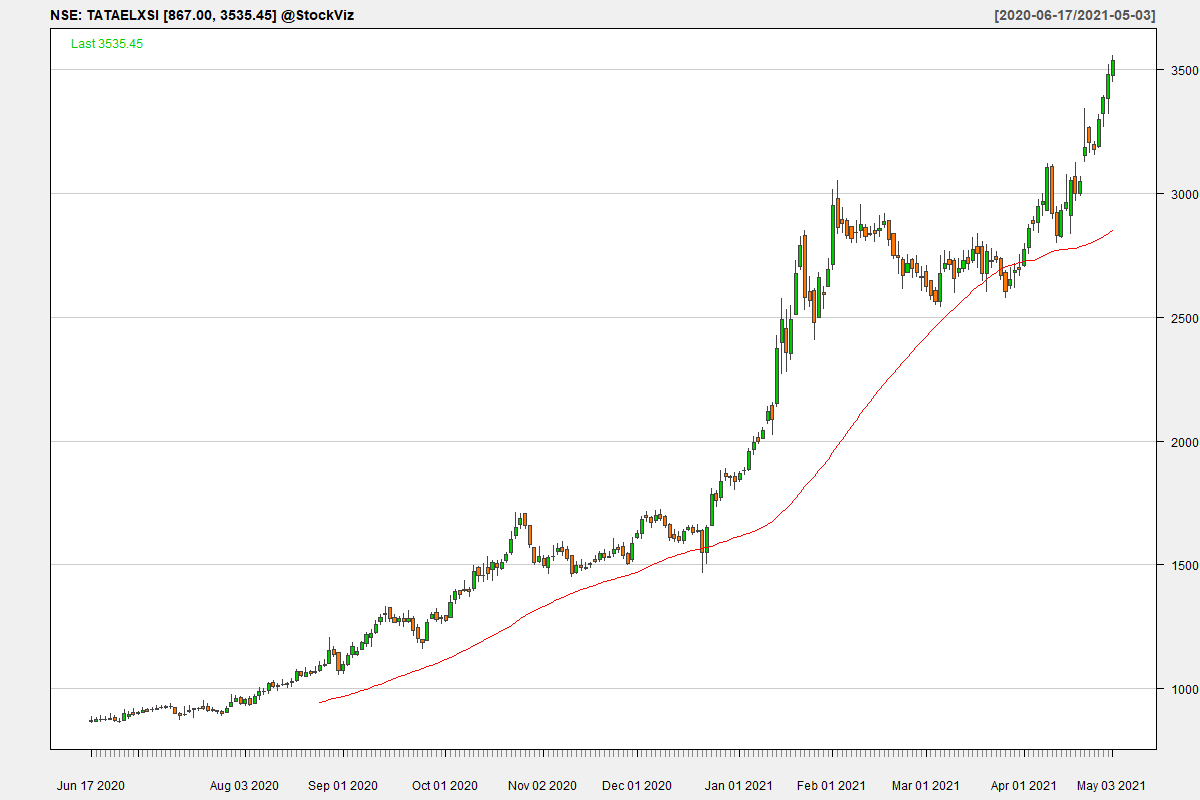 NSE: TATAELXSI [867.00, 3535.45] @StockViz
[2020-06-17/2021-05-03]
Last 3535.45
3500
3000
2500
2000
1500
1000
Jun 17 2020 Aug 03 2020 Sep 01 2020 Oct 01 2020 Nov 02 2020 Dec 01 2020 Jan 01 2021 Feb 01 2021 Mar 01 2021 Apr 01 2021 May 03 2021